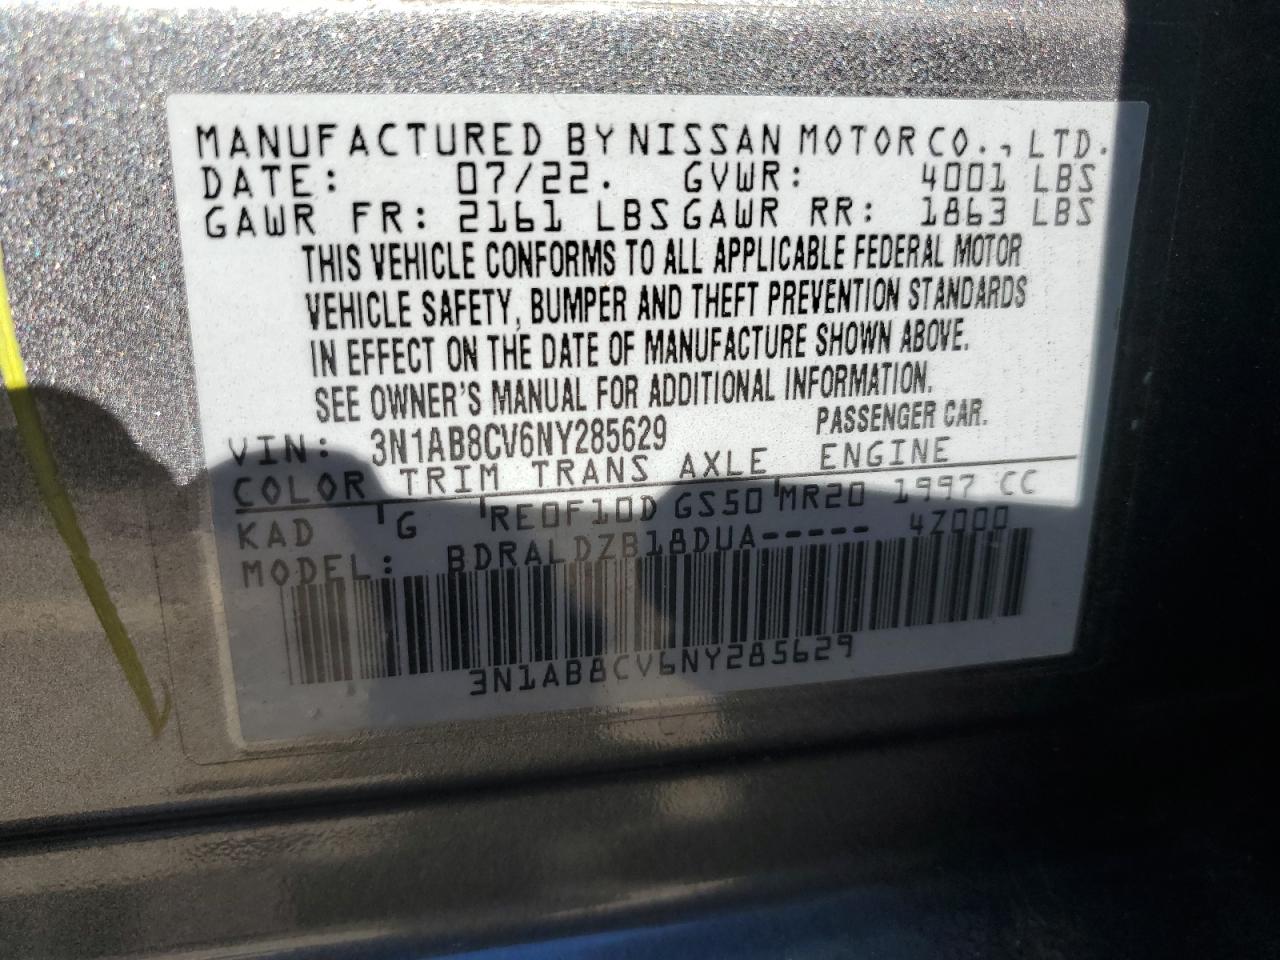 MANUFACTURED BY NISSAN MOTOR CO., LTD.
DATE: 07/22. GVWR: 4001 LBS
GAWR FR: 2161 LBS GAWR RR: 1863 LBS
THIS VEHICLE CONFORMS TO ALL APPLICABLE FEDERAL MOTOR
VEHICLE SAFETY, BUMPER AND THEFT PREVENTION STANDARDS
IN EFFECT ON THE DATE OF MANUFACTURE SHOWN ABOVE.
SEE OWNER'S MANUAL FOR ADDITIONAL INFORMATION.
VIN: 3N1AB8CV6NY285629 PASSENGER CAR.
COLOR TRIM TRANS AXLE ENGINE
KAD G RE0F10D GS50 MR20 1997 CC
MODEL: BDRALDZB18DUA----- 4Z000
3N1AB8CV6NY285629